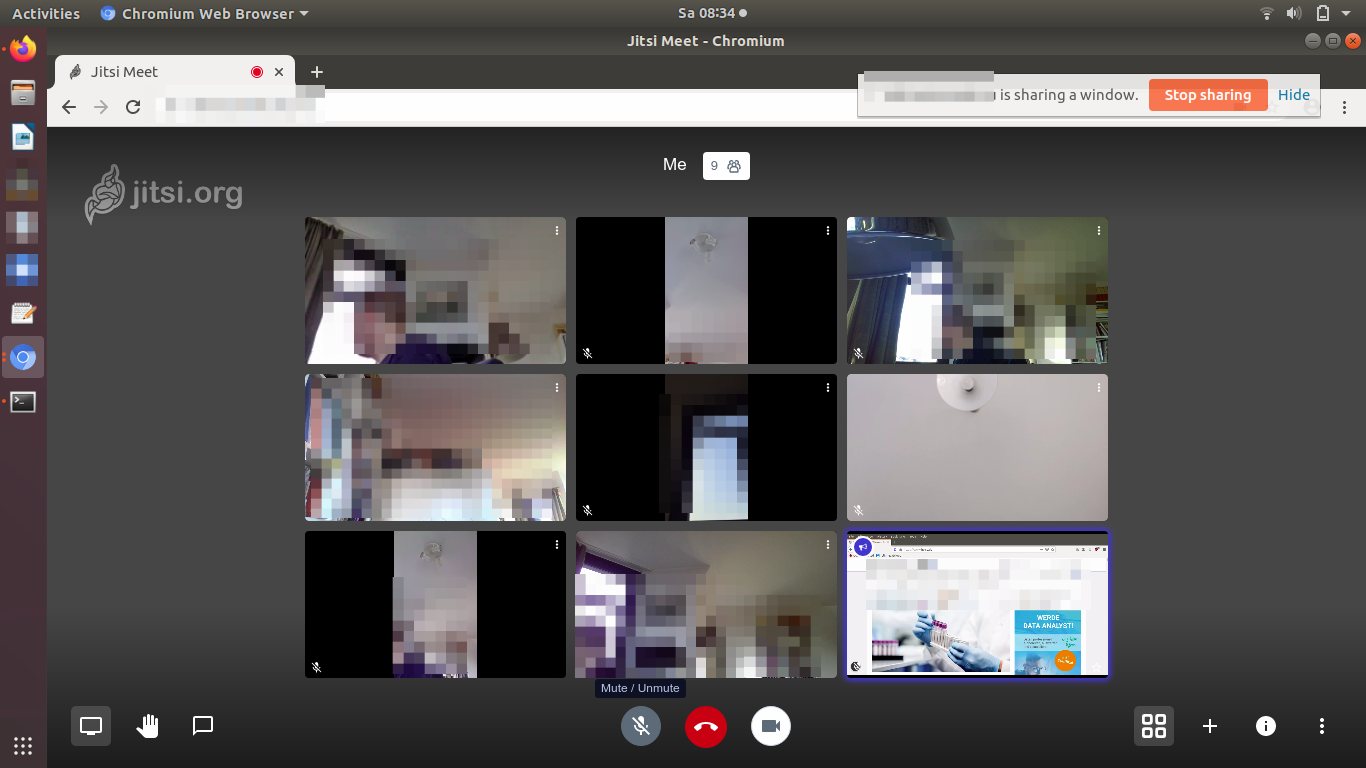 Activities
Chromium Web Browser
Sa 08:34
Jitsi Meet - Chromium
Jitsi Meet
is sharing a window.
Stop sharing
Hide
jitsi.org
Me
9
WERDE
DATA ANALYST!
Mute / Unmute